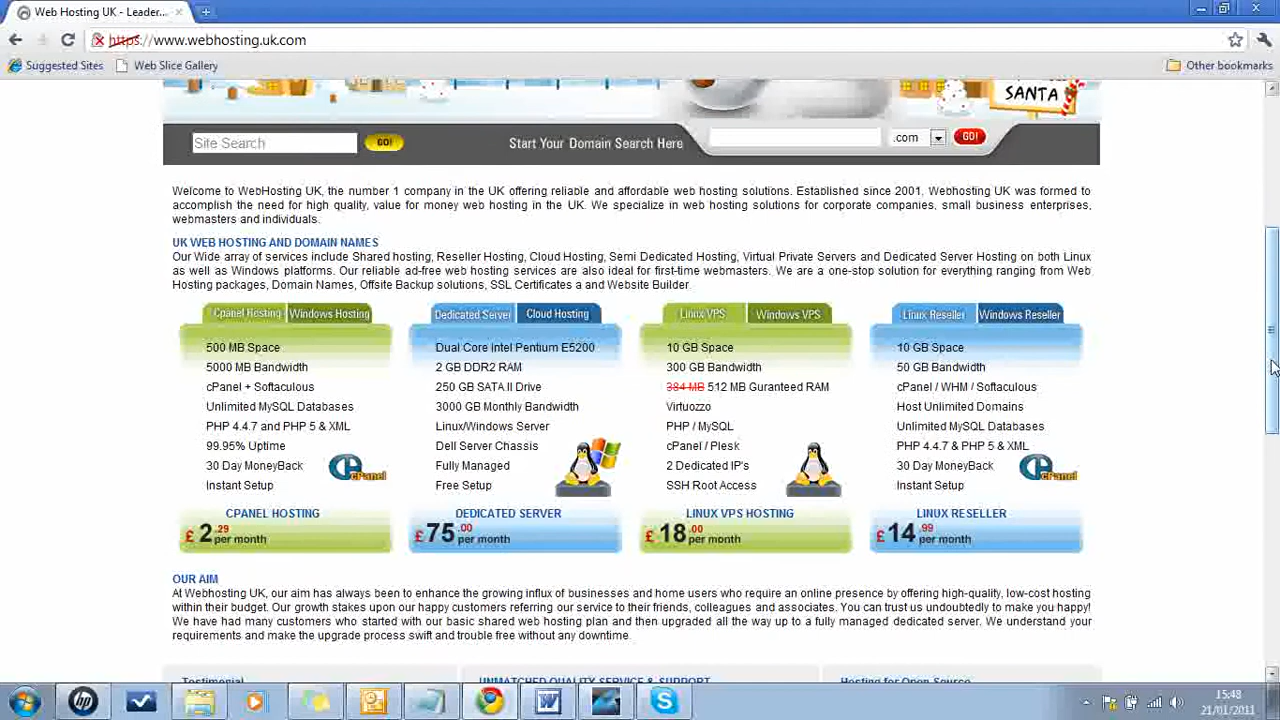 Web Hosting UK - Leader...
https://www.webhosting.uk.com
Suggested Sites
Web Slice Gallery
Other bookmarks
SANTA
Site Search
GO!
Start Your Domain Search Here
.com
GO!
Welcome to WebHosting UK, the number 1 company in the UK offering reliable and affordable web hosting solutions. Established since 2001. Webhosting UK was formed to
accomplish the need for high quality, value for money web hosting in the UK. We specialize in web hosting solutions for corporate companies, small business enterprises,
webmasters and individuals.
UK WEB HOSTING AND DOMAIN NAMES
Our Wide array of services include Shared hosting, Reseller Hosting, Cloud Hosting, Semi Dedicated Hosting, Virtual Private Servers and Dedicated Server Hosting on both Linux
as well as Windows platforms. Our reliable ad-free web hosting services are also ideal for first-time webmasters. We are a one-stop solution for everything ranging from Web
Hosting packages, Domain Names, Offsite Backup solutions, SSL Certificates a and Website Builder
Cpanel Hosting
Windows Hosting
500 MB Space
5000 MB Bandwidth
cPanel + Softaculous
Unlimited MySQL Databases
PHP 4.4.7 and PHP 5 & XML
99.95% Uptime
30 Day MoneyBack
Instant Setup
cPanel
CPANEL HOSTING
£ 2.29 per month
Dedicated Server
Cloud Hosting
Dual Core Intel Pentium E5200
2 GB DDR2 RAM
250 GB SATA II Drive
3000 GB Monthly Bandwidth
Linux/Windows Server
Dell Server Chassis
Fully Managed
Free Setup
DEDICATED SERVER
£75.00 per month
Linux VPS
Windows VPS
10 GB Space
300 GB Bandwidth
384 MB 512 MB Guranteed RAM
Virtuozzo
PHP / MySQL
cPanel / Plesk
2 Dedicated IP's
SSH Root Access
LINUX VPS HOSTING
£18.00 per month
Linux Reseller
Windows Reseller
10 GB Space
50 GB Bandwidth
cPanel / WHM / Softaculous
Host Unlimited Domains
Unlimited MySQL Databases
PHP 4.4.7 & PHP 5 & XML
30 Day MoneyBack
Instant Setup
cPanel
LINUX RESELLER
£14.99 per month
OUR AIM
At Webhosting UK, our aim has always been to enhance the growing influx of businesses and home users who require an online presence by offering high-quality, low-cost hosting
within their budget. Our growth stakes upon our happy customers referring our service to their friends, colleagues and associates. You can trust us undoubtedly to make you happy!
We have had many customers who started with our basic shared web hosting plan and then upgraded all the way up to a fully managed dedicated server. We understand your
requirements and make the upgrade process swift and trouble free without any downtime
Testimonial
UNMATCHED QUALITY SERVICE & SUPPORT
Hosting for Open Source
15:48
21/01/2011